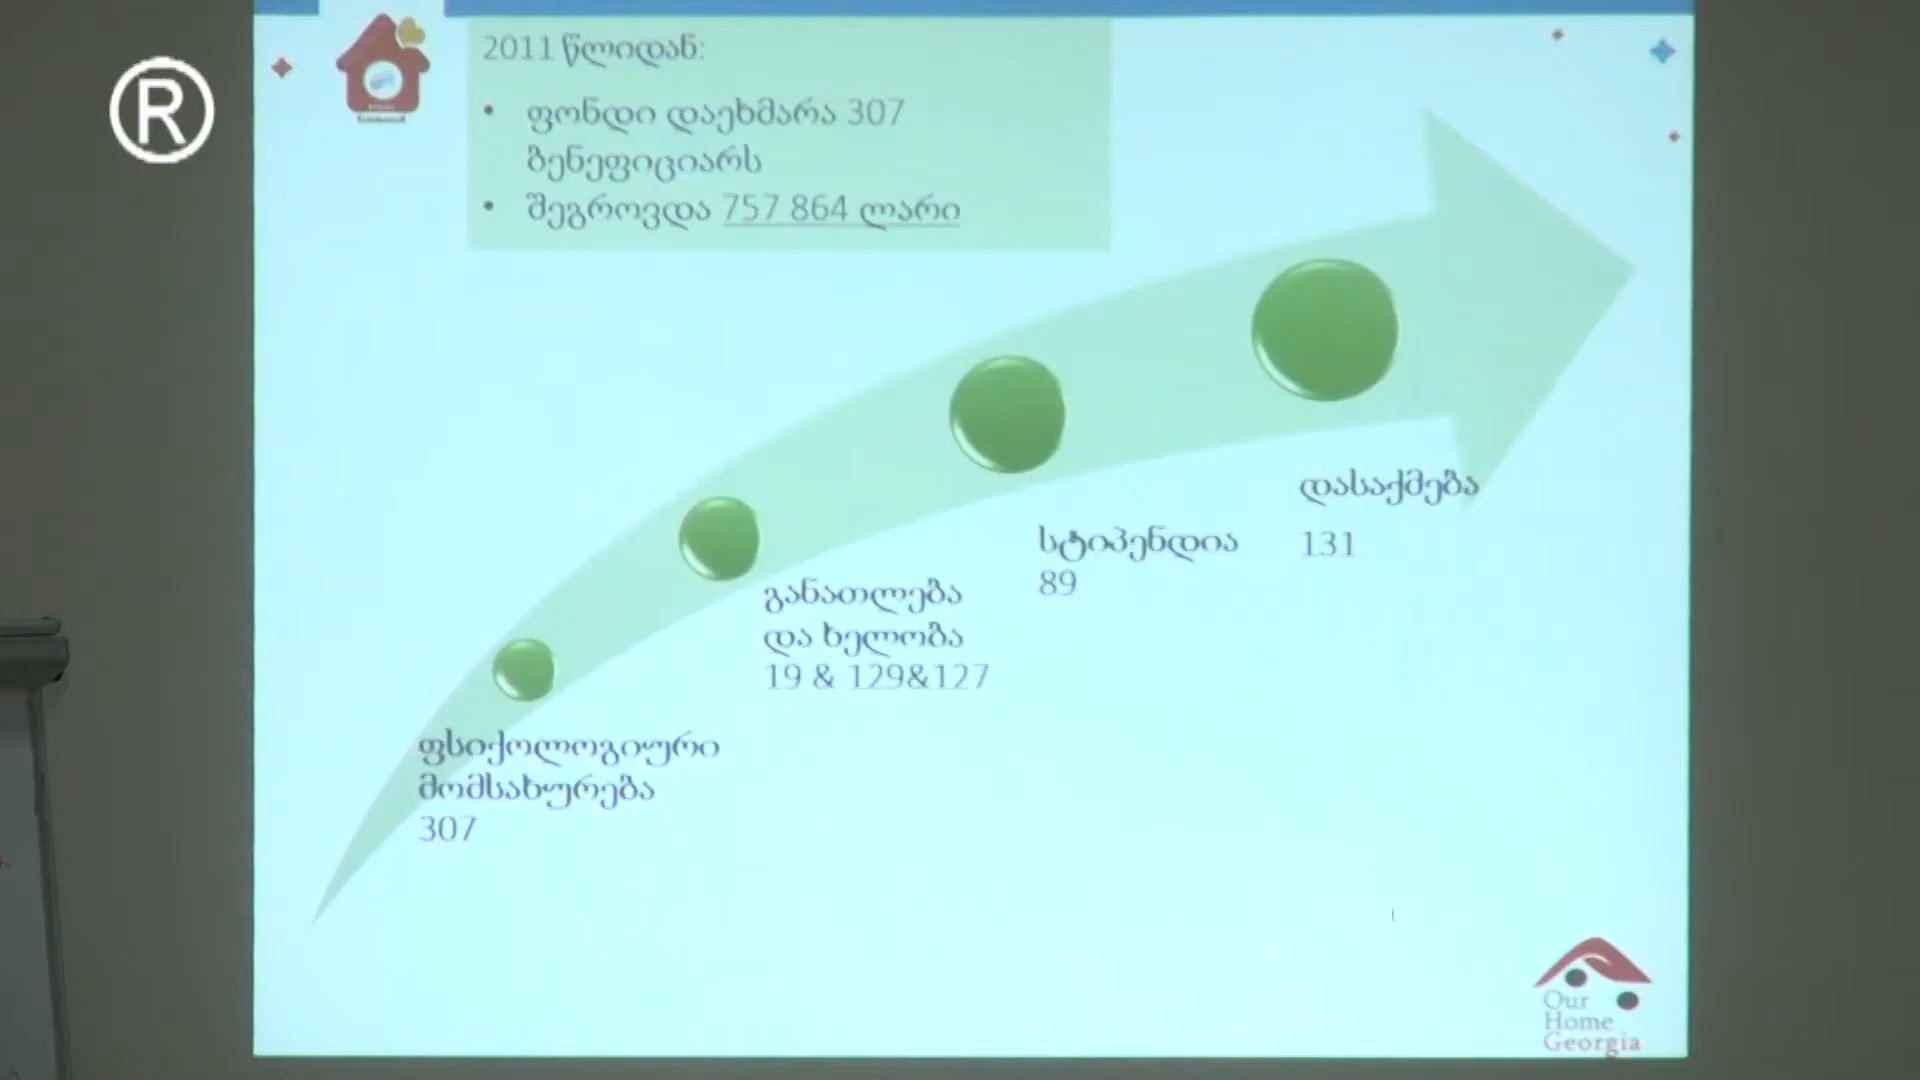 ®
2011 წლიდან:
• ფონდი დაეხმარა 307
ბენეფიციარს
• შეგროვდა 757 864 ლარი
დასაქმება
131
სტიპენდია
89
განათლება
და ხელობა
19 & 129&127
ფსიქოლოგიური
მომსახურება
307
Our
Home
Georgia